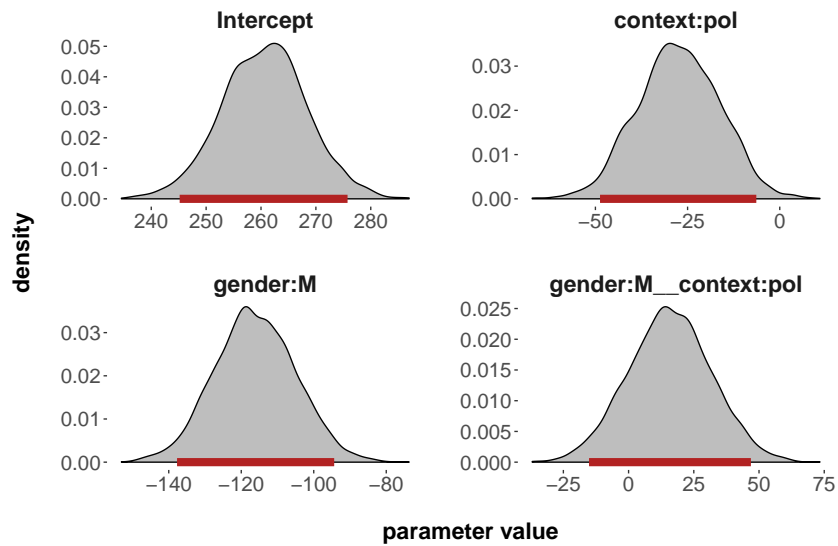 Intercept
context:pol
0.05
0.04
0.03
0.02
0.01
0.00
0.03
0.02
0.01
0.00
240 250 260 270 280
−50 −25 0
density
gender:M
gender:M__context:pol
0.03
0.02
0.01
0.00
0.025
0.020
0.015
0.010
0.005
0.000
−140 −120 −100 −80
−25 0 25 50 75
parameter value